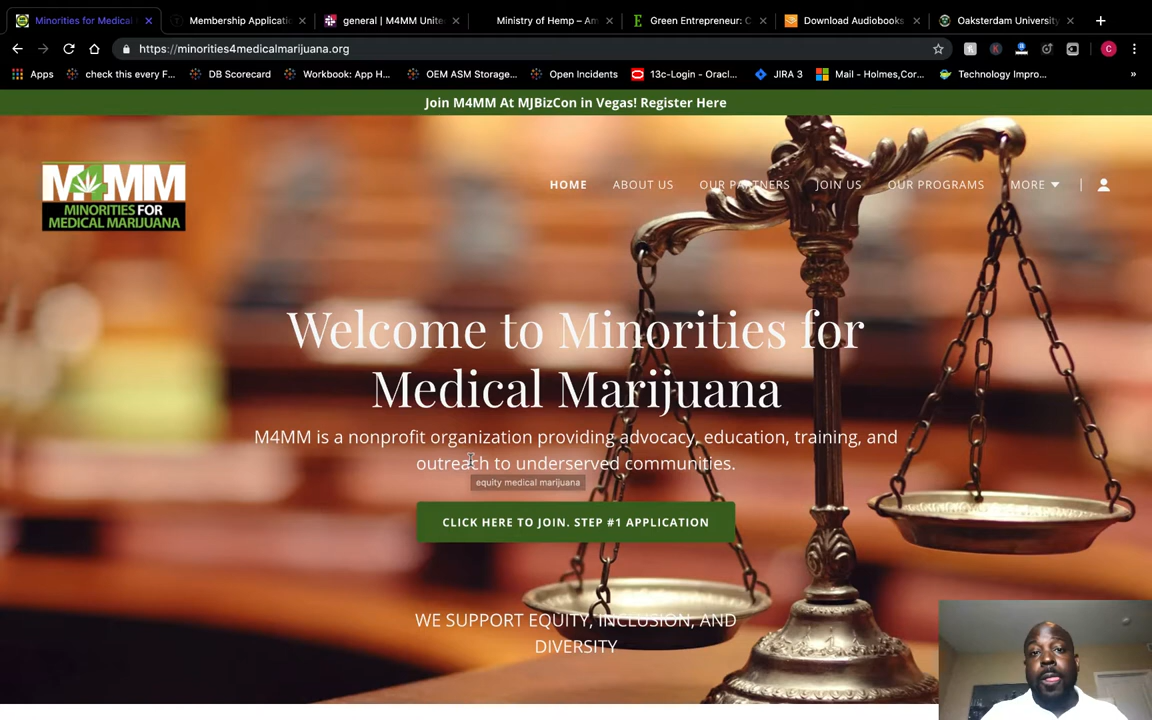 Minorities for Medical
Membership Applicati
general | M4MM Unite
Ministry of Hemp – Am
Green Entrepreneur: C
Download Audiobooks
Oaksterdam University
https://minorities4medicalmarijuana.org
Apps
check this every F...
DB Scorecard
Workbook: App H...
OEM ASM Storage...
Open Incidents
13c-Login - Oracl...
JIRA 3
Mail - Holmes,Cor...
Technology Impro...
»
Join M4MM At MJBizCon in Vegas! Register Here
M4MM
MINORITIES FOR
MEDICAL MARIJUANA
HOME
ABOUT US
OUR PARTNERS
JOIN US
OUR PROGRAMS
MORE
Welcome to Minorities for
Medical Marijuana
M4MM is a nonprofit organization providing advocacy, education, training, and
outreach to underserved communities.
equity medical marijuana
CLICK HERE TO JOIN. STEP #1 APPLICATION
WE SUPPORT EQUITY, INCLUSION, AND
DIVERSITY